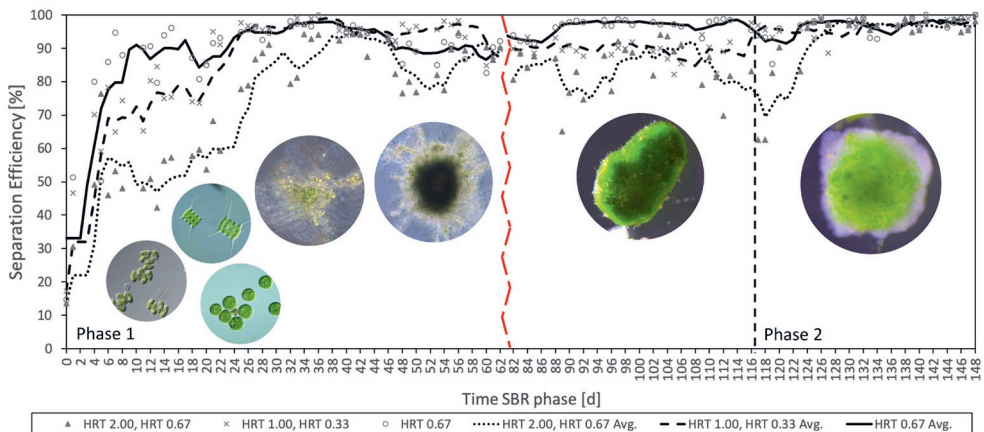 Separation Efficiency [%]
100
90
80
70
60
50
40
30
20
10
0
Phase 1
Phase 2
0 2 4 6 8 10 12 14 16 18 20 22 24 26 28 30 32 34 36 38 40 42 44 46 48 50 52 54 56 58 60 62 82 84 86 88 90 92 94 96 98 100 102 104 106 108 110 112 114 116 118 120 122 124 126 128 130 132 134 136 138 140 142 144 146 148
Time SBR phase [d]
HRT 2.00, HRT 0.67 HRT 1.00, HRT 0.33 HRT 0.67 HRT 2.00, HRT 0.67 Avg. HRT 1.00, HRT 0.33 Avg. HRT 0.67 Avg.